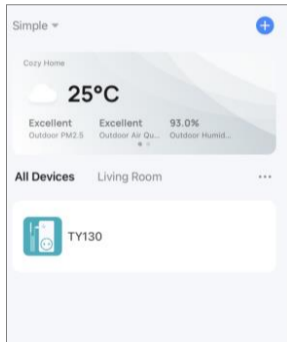 Simple
Cozy Home
25°C
Excellent Excellent 93.0%
Outdoor PM2.5 Outdoor Air Qu... Outdoor Humid...
All Devices Living Room ...
TY130